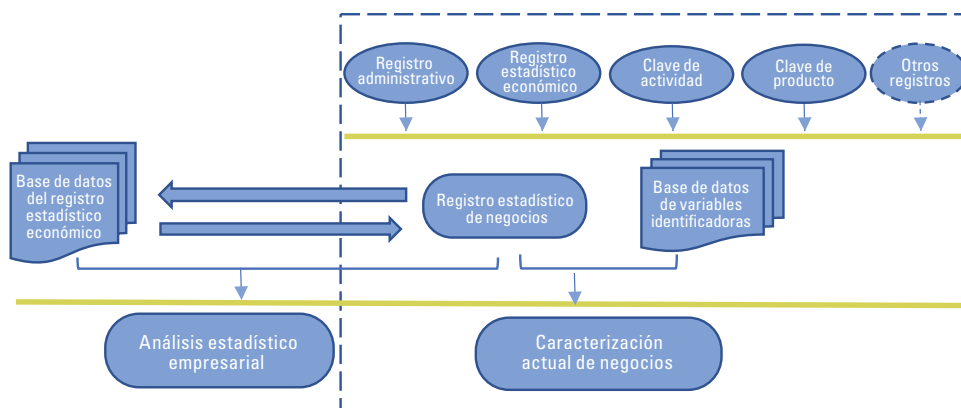 Registro
administrativo
Registro
estadístico
económico
Clave de
actividad
Clave de
producto
Otros
registros
Base de datos
del registro
estadístico
económico
Registro estadístico
de negocios
Base de datos
de variables
identificadoras
Análisis estadístico
empresarial
Caracterización
actual de negocios